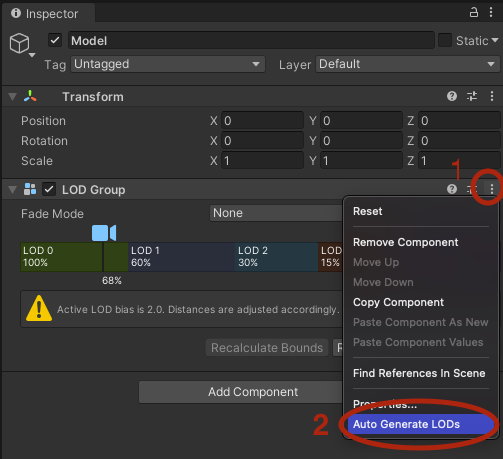 Inspector
Model
Static
Tag Untagged Layer Default
Transform
Position X 0 Y 0 Z 0
Rotation X 0 Y 0 Z 0
Scale X 1 Y 1 Z 1
1
LOD Group
Fade Mode None
LOD 0 LOD 1 LOD 2 LOD
100% 60% 30% 15%
68%
Active LOD bias is 2.0. Distances are adjusted accordingly.
Recalculate Bounds R
Add Component
Reset
Remove Component
Move Up
Move Down
Copy Component
Paste Component As New
Paste Component Values
Find References In Scene
Properties...
2 Auto Generate LODs